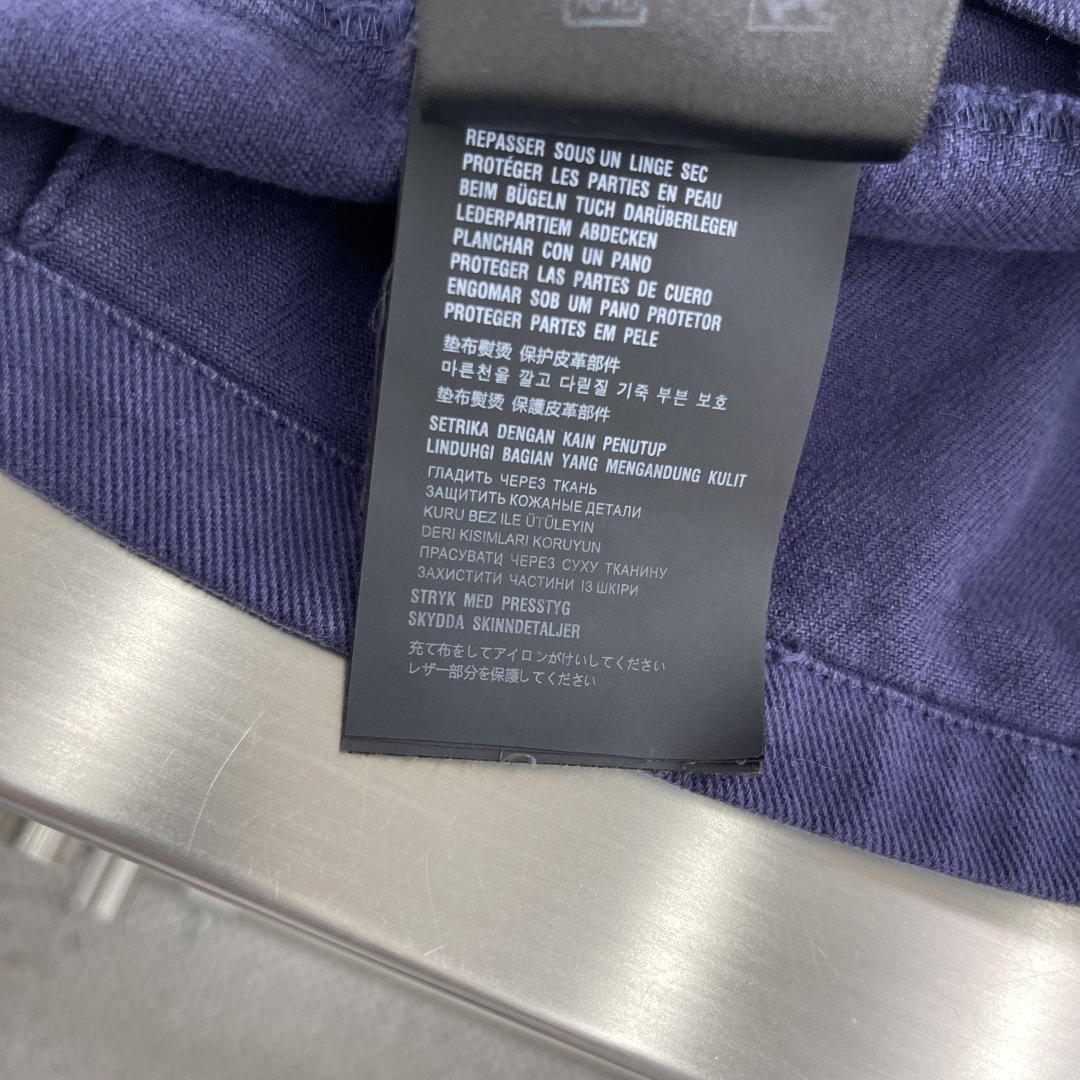 REPASSER SOUS UN LINGE SEC
PROTÉGER LES PARTIES EN PEAU
BEIM BÜGELN TUCH DARÜBERLEGEN
LEDERPARTIEM ABDECKEN
PLANCHAR CON UN PANO
PROTEGER LAS PARTES DE CUERO
ENGOMAR SOB UM PANO PROTETOR
PROTEGER PARTES EM PELE
垫布熨烫 保护皮革部件
마른천을 깔고 다린질 기죽 부븐 보호
垫布熨烫 保護皮革部件
SETRIKA DENGAN KAIN PENUTUP
LINDUHGI BAGIAN YANG MENGANDUNG KULIT
ГЛАДИТЬ ЧЕРЕЗ ТКАНЬ
ЗАЩИТИТЬ КОЖАНЫЕ ДЕТАЛИ
KURU BEZ ILE ÜTÜLEYIN
DERI KISIMLARI KORUYUN
ПРАСУВАТИ ЧЕРЕЗ СУХУ ТКАНИНУ
ЗАХИСТИТИ ЧАСТИНИ ІЗ ШКІРИ
STRYK MED PRESSTYG
SKYDDA SKINNDETALJER
充て布をしてアイロンがけいしてください
レザー部分を保護してください